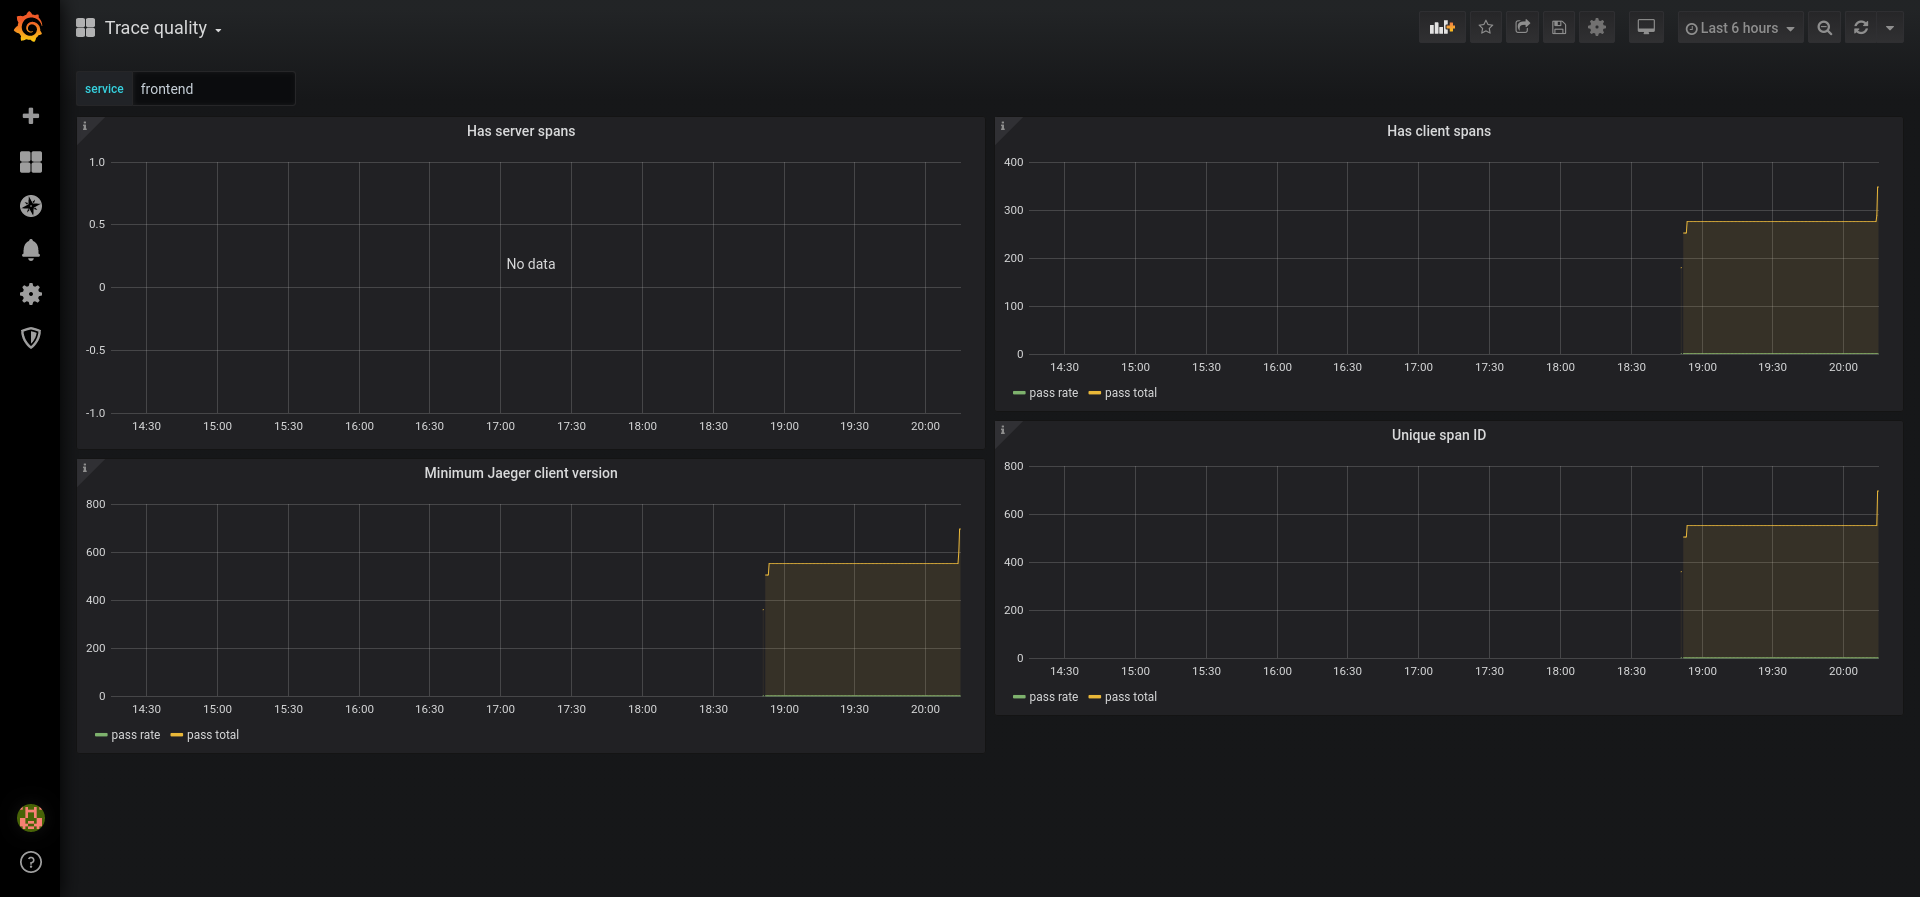 Trace quality
Last 6 hours
service frontend
Has server spans
1.0
0.5
No data
0
-0.5
-1.0
14:30 15:00 15:30 16:00 16:30 17:00 17:30 18:00 18:30 19:00 19:30 20:00
Has client spans
400
300
200
100
0
14:30 15:00 15:30 16:00 16:30 17:00 17:30 18:00 18:30 19:00 19:30 20:00
pass rate pass total
Minimum Jaeger client version
800
600
400
200
0
14:30 15:00 15:30 16:00 16:30 17:00 17:30 18:00 18:30 19:00 19:30 20:00
pass rate pass total
Unique span ID
800
600
400
200
0
14:30 15:00 15:30 16:00 16:30 17:00 17:30 18:00 18:30 19:00 19:30 20:00
pass rate pass total